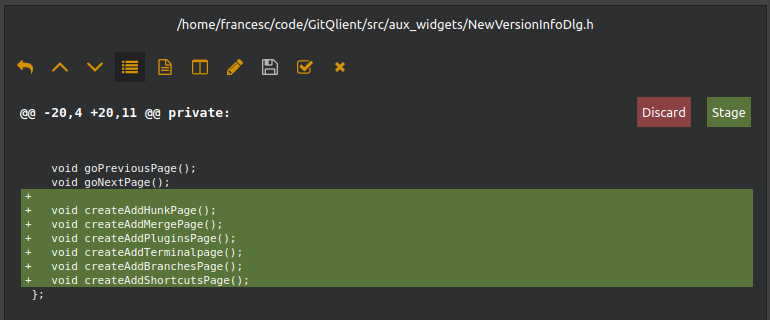 /home/francesc/code/GitQlient/src/aux_widgets/NewVersionInfoDlg.h
@@ -20,4 +20,11 @@ private:
Discard
Stage
void goPreviousPage();
void goNextPage();
+
+ void createAddHunkPage();
+ void createAddMergePage();
+ void createAddPluginsPage();
+ void createAddTerminalpage();
+ void createAddBranchesPage();
+ void createAddShortcutsPage();
};